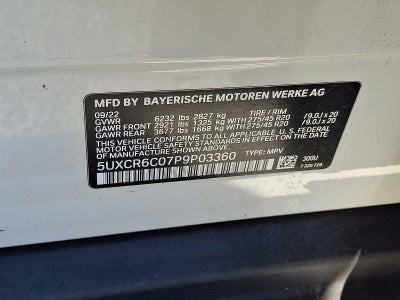 MFD BY BAYERISCHE MOTOREN WERKE AG
09/22
GVWR 6232 lbs 2827 kg TIRE / RIM
GAWR FRONT 2921 lbs 1325 kg WITH 275/45 R20 /9.0J x 20
GAWR REAR 3677 lbs 1668 kg WITH 275/45 R20 /9.0J x 20
THIS VEHICLE CONFORMS TO ALL APPLICABLE U.S. FEDERAL
MOTOR VEHICLE SAFETY STANDARDS IN EFFECT ON THE
DATE OF MANUFACTURE SHOWN ABOVE.
5UXCR6C07P9P03360 TYPE: MPV 300U